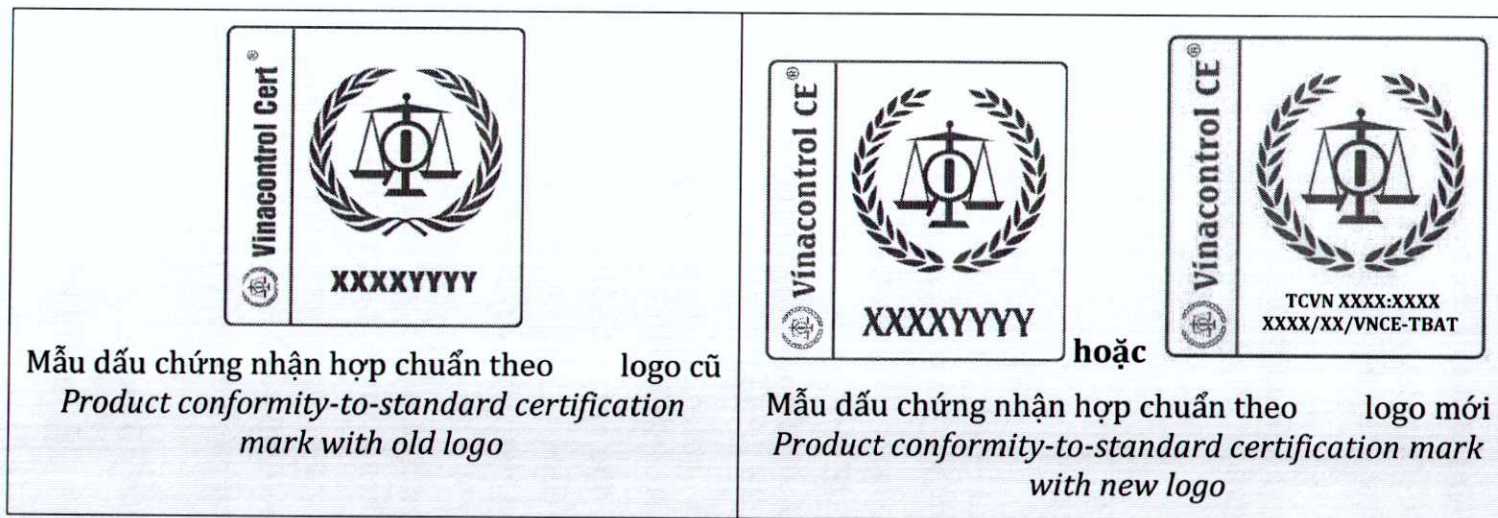 Vinacontrol Cert®
XXXXYYYY
Mẫu dấu chứng nhận hợp chuẩn theo logo cũ
Product conformity-to-standard certification
mark with old logo
Vinacontrol CE®
XXXXYYYY
hoặc
Vinacontrol CE®
TCVN XXXX:XXXX
XXXX/XX/VNCE-TBAT
Mẫu dấu chứng nhận hợp chuẩn theo logo mới
Product conformity-to-standard certification mark
with new logo